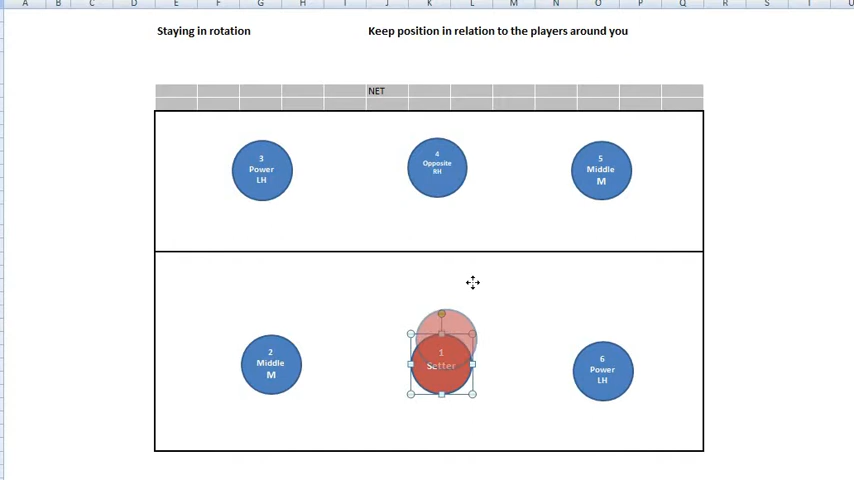 A B C D E F G H I J K L M N O P Q R S T U
Staying in rotation
Keep position in relation to the players around you
NET
3
Power
LH
4
Opposite
RH
5
Middle
M
2
Middle
M
1
Setter
6
Power
LH